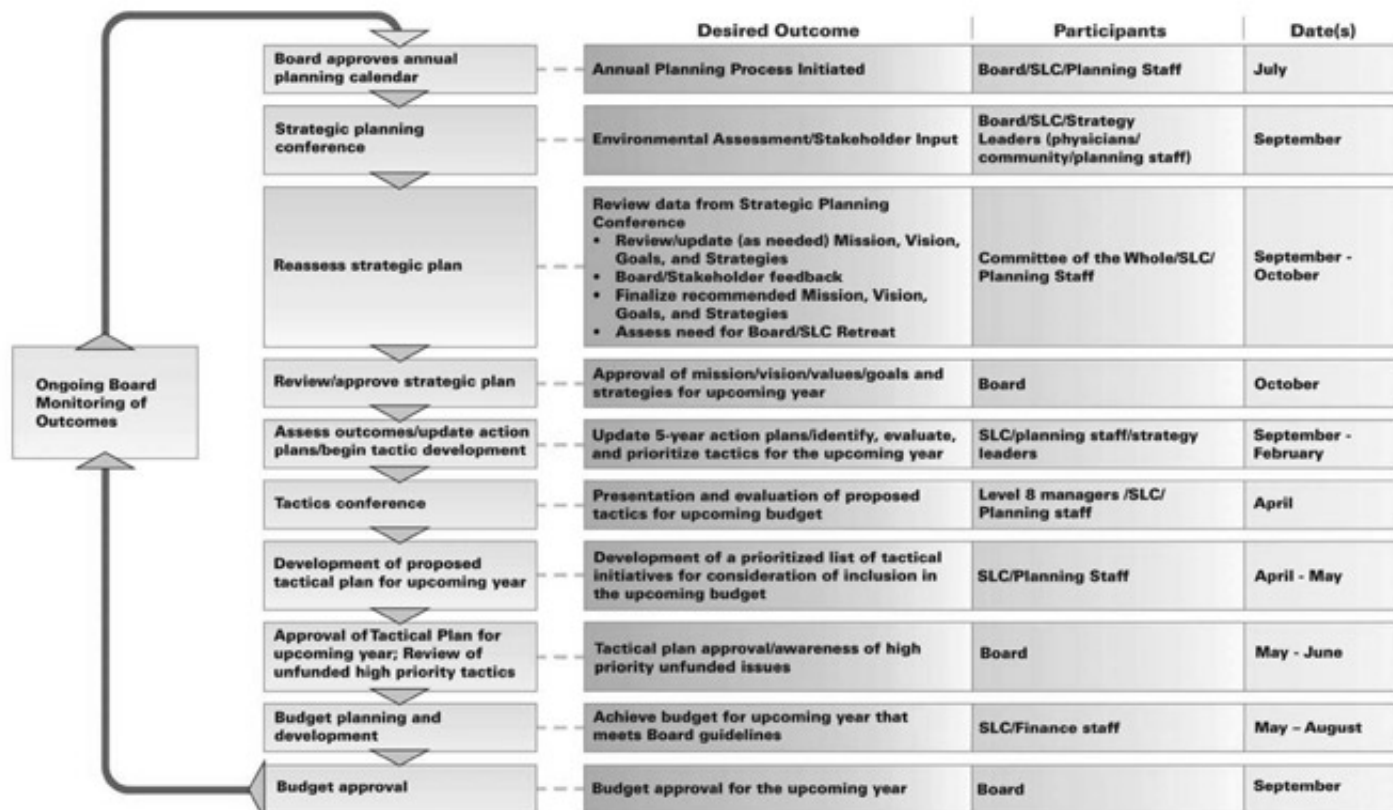 Desired Outcome
Participants
Date(s)
Board approves annual
planning calendar
Annual Planning Process Initiated
Board/SLC/Planning Staff
July
Strategic planning
conference
Environmental Assessment/Stakeholder Input
Board/SLC/Strategy
Leaders (physicians/
community/planning staff)
September
Reassess strategic plan
Review data from Strategic Planning
Conference
• Review/update (as needed) Mission, Vision,
Goals, and Strategies
• Board/Stakeholder feedback
• Finalize recommended Mission, Vision,
Goals, and Strategies
• Assess need for Board/SLC Retreat
Committee of the Whole/SLC/
Planning Staff
September -
October
Ongoing Board
Monitoring of
Outcomes
Review/approve strategic plan
Approval of mission/vision/values/goals and
strategies for upcoming year
Board
October
Assess outcomes/update action
plans/begin tactic development
Update 5-year action plans/identify, evaluate,
and prioritize tactics for the upcoming year
SLC/planning staff/strategy
leaders
September -
February
Tactics conference
Presentation and evaluation of proposed
tactics for upcoming budget
Level 8 managers /SLC/
Planning staff
April
Development of proposed
tactical plan for upcoming year
Development of a prioritized list of tactical
initiatives for consideration of inclusion in
the upcoming budget
SLC/Planning Staff
April - May
Approval of Tactical Plan for
upcoming year; Review of
unfunded high priority tactics
Tactical plan approval/awareness of high
priority unfunded issues
Board
May - June
Budget planning and
development
Achieve budget for upcoming year that
meets Board guidelines
SLC/Finance staff
May – August
Budget approval
Budget approval for the upcoming year
Board
September